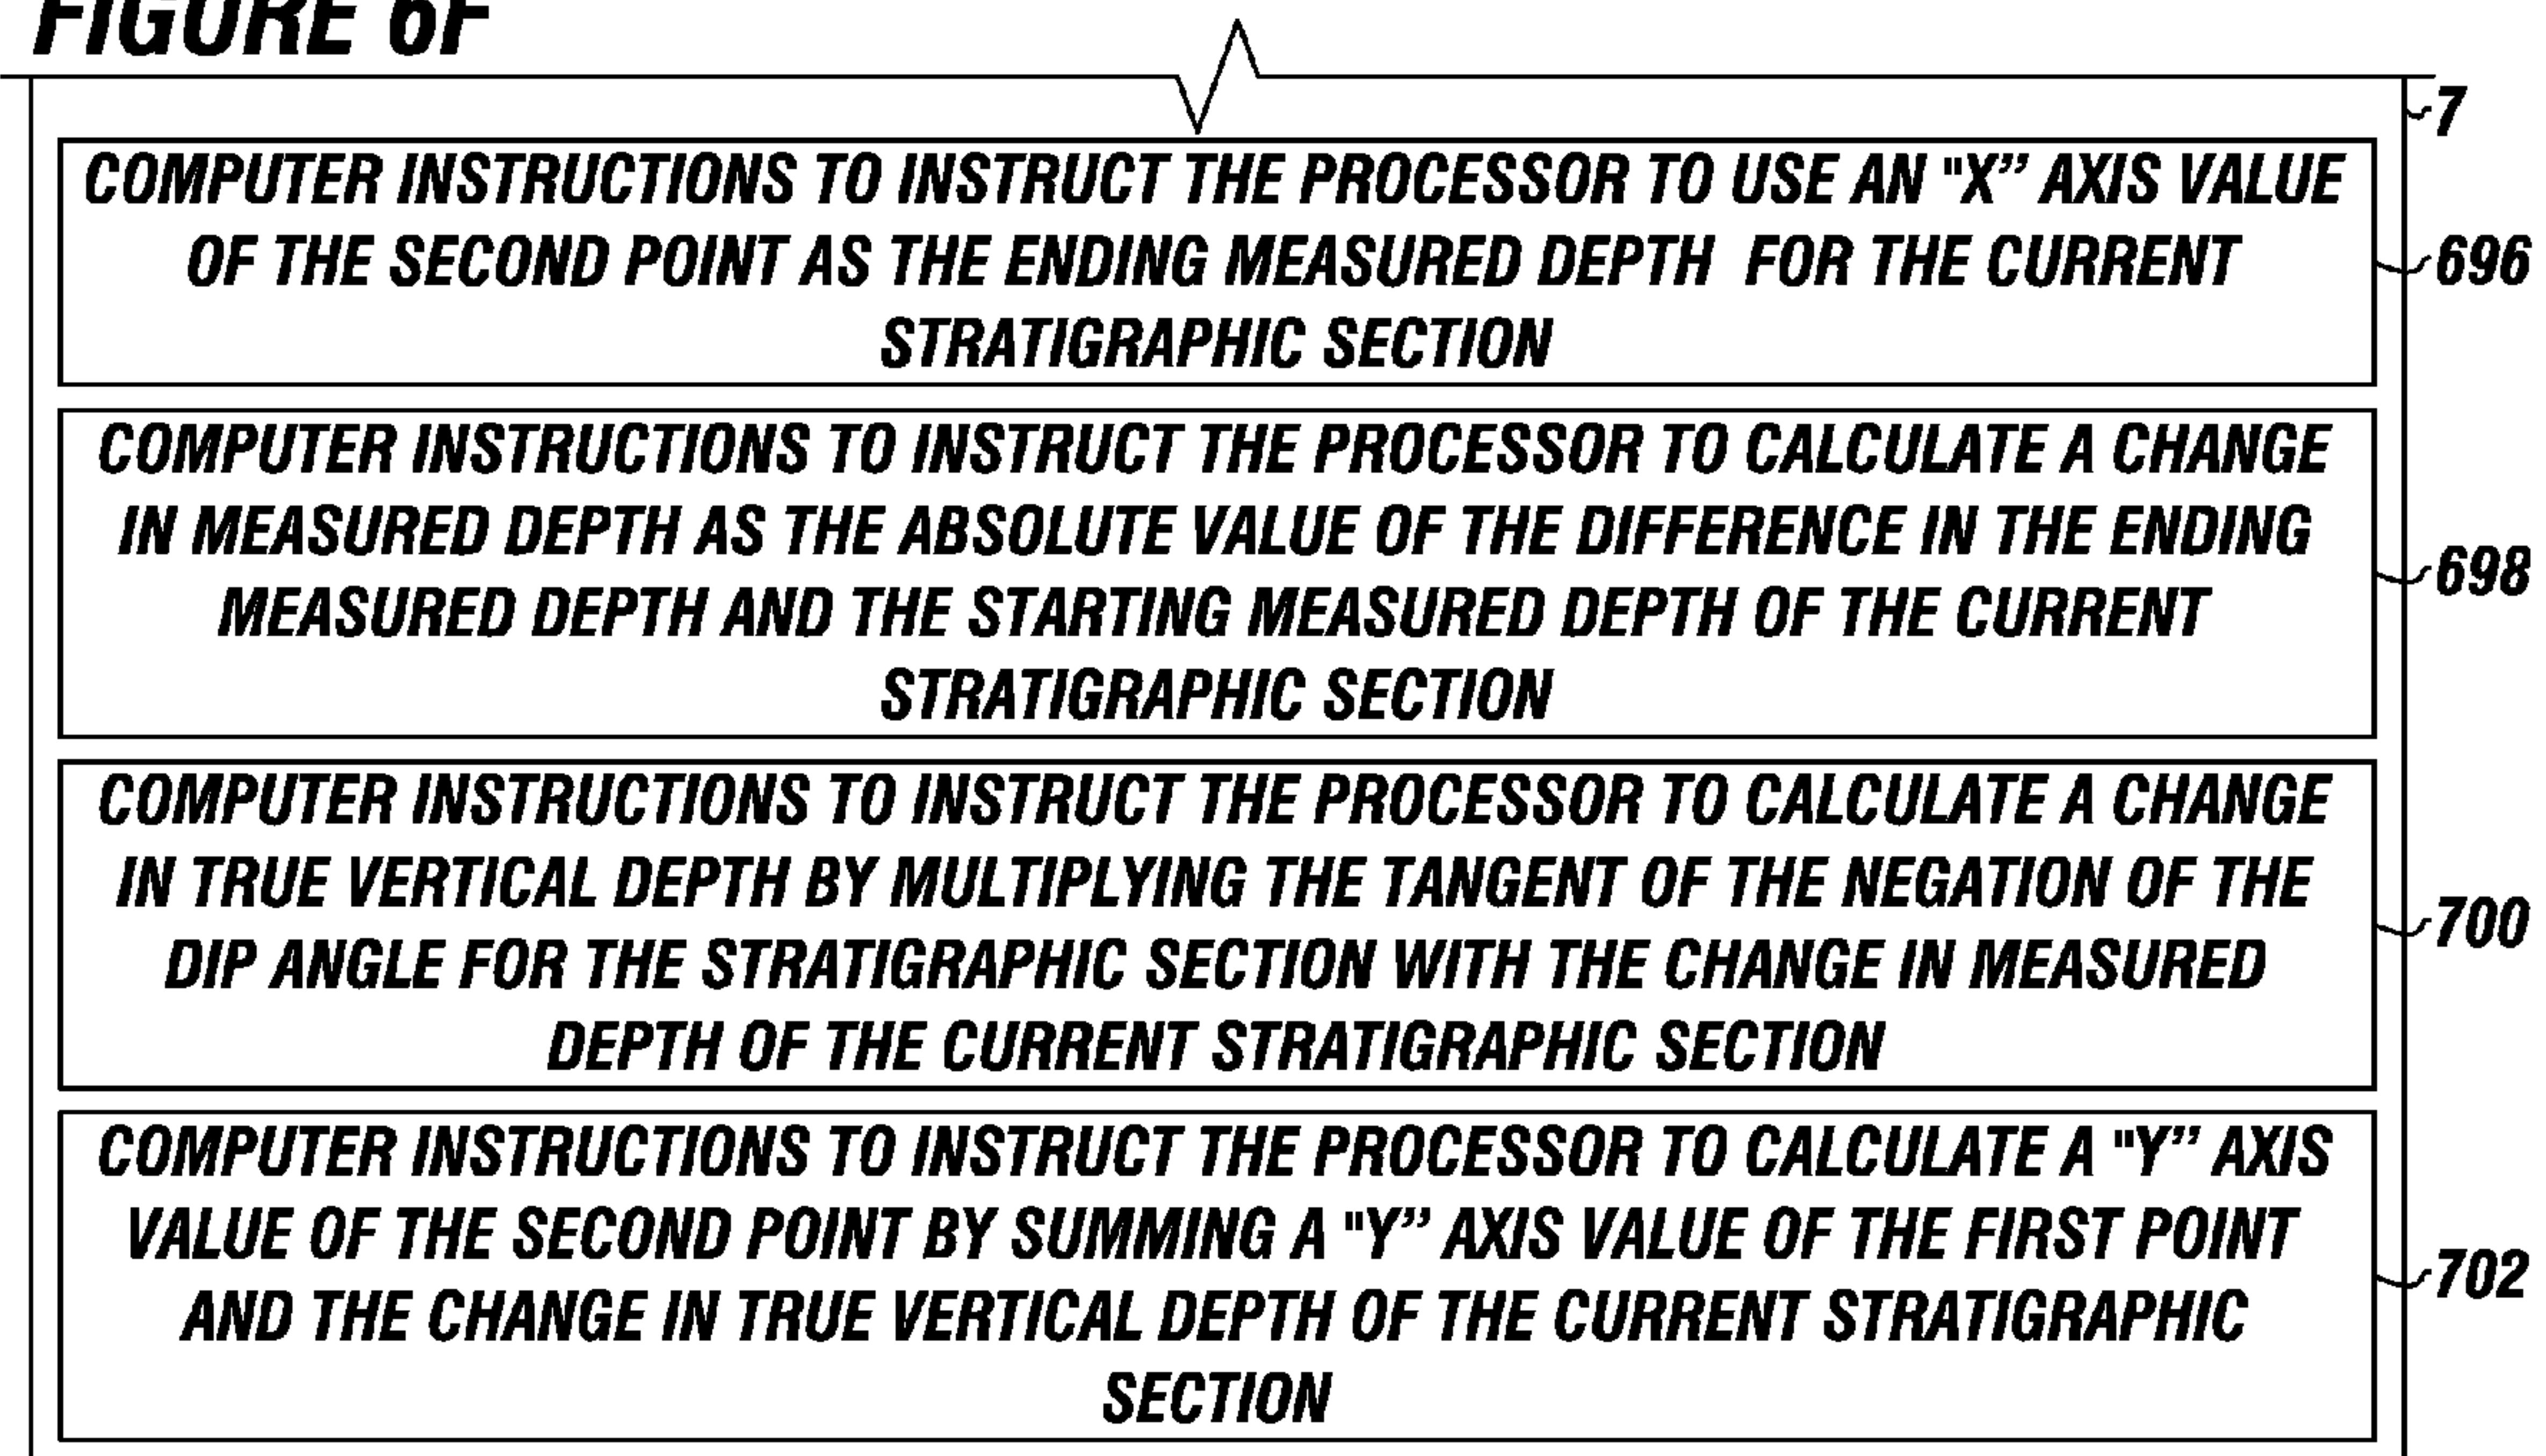 FIGURE 6F
7
COMPUTER INSTRUCTIONS TO INSTRUCT THE PROCESSOR TO USE AN "X” AXIS VALUE
OF THE SECOND POINT AS THE ENDING MEASURED DEPTH FOR THE CURRENT
STRATIGRAPHIC SECTION
696
COMPUTER INSTRUCTIONS TO INSTRUCT THE PROCESSOR TO CALCULATE A CHANGE
IN MEASURED DEPTH AS THE ABSOLUTE VALUE OF THE DIFFERENCE IN THE ENDING
MEASURED DEPTH AND THE STARTING MEASURED DEPTH OF THE CURRENT
STRATIGRAPHIC SECTION
698
COMPUTER INSTRUCTIONS TO INSTRUCT THE PROCESSOR TO CALCULATE A CHANGE
IN TRUE VERTICAL DEPTH BY MULTIPLYING THE TANGENT OF THE NEGATION OF THE
DIP ANGLE FOR THE STRATIGRAPHIC SECTION WITH THE CHANGE IN MEASURED
DEPTH OF THE CURRENT STRATIGRAPHIC SECTION
700
COMPUTER INSTRUCTIONS TO INSTRUCT THE PROCESSOR TO CALCULATE A "Y” AXIS
VALUE OF THE SECOND POINT BY SUMMING A "Y” AXIS VALUE OF THE FIRST POINT
AND THE CHANGE IN TRUE VERTICAL DEPTH OF THE CURRENT STRATIGRAPHIC
SECTION
702